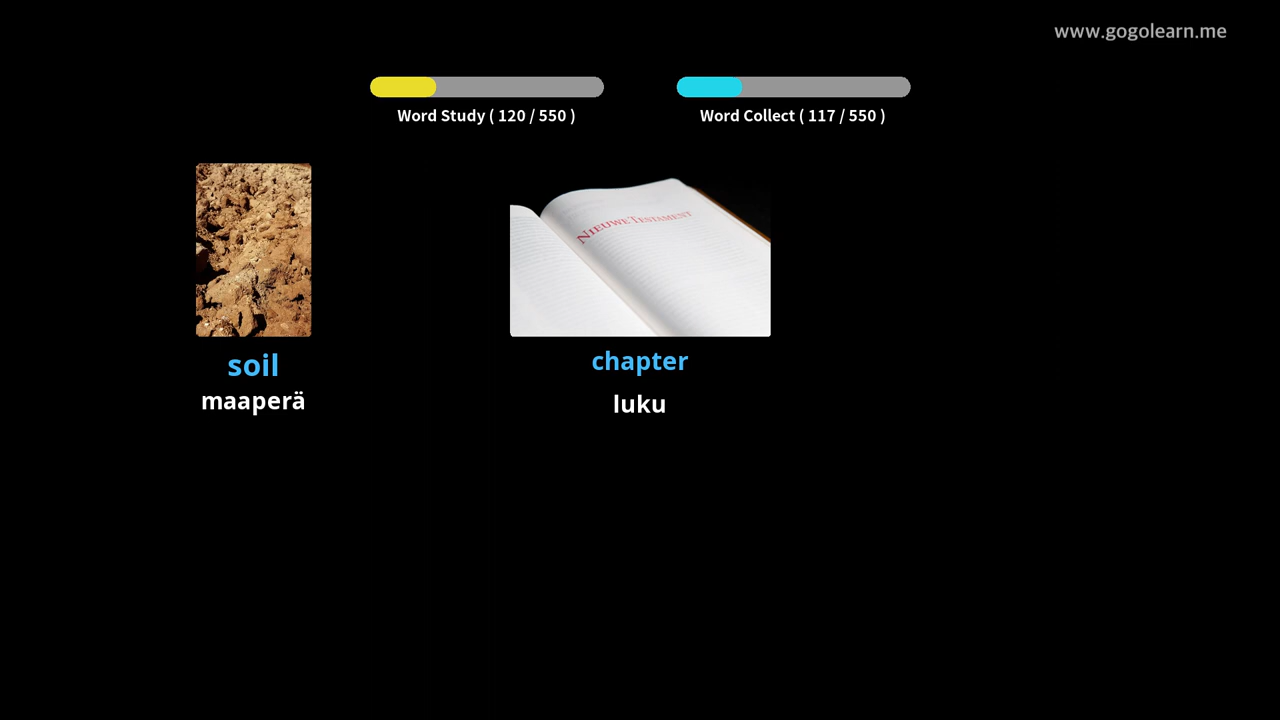 www.gogolearn.me
Word Study ( 120 / 550 )
Word Collect ( 117 / 550 )
NIEUWE TESTAMENT
soil
maaperä
chapter
luku